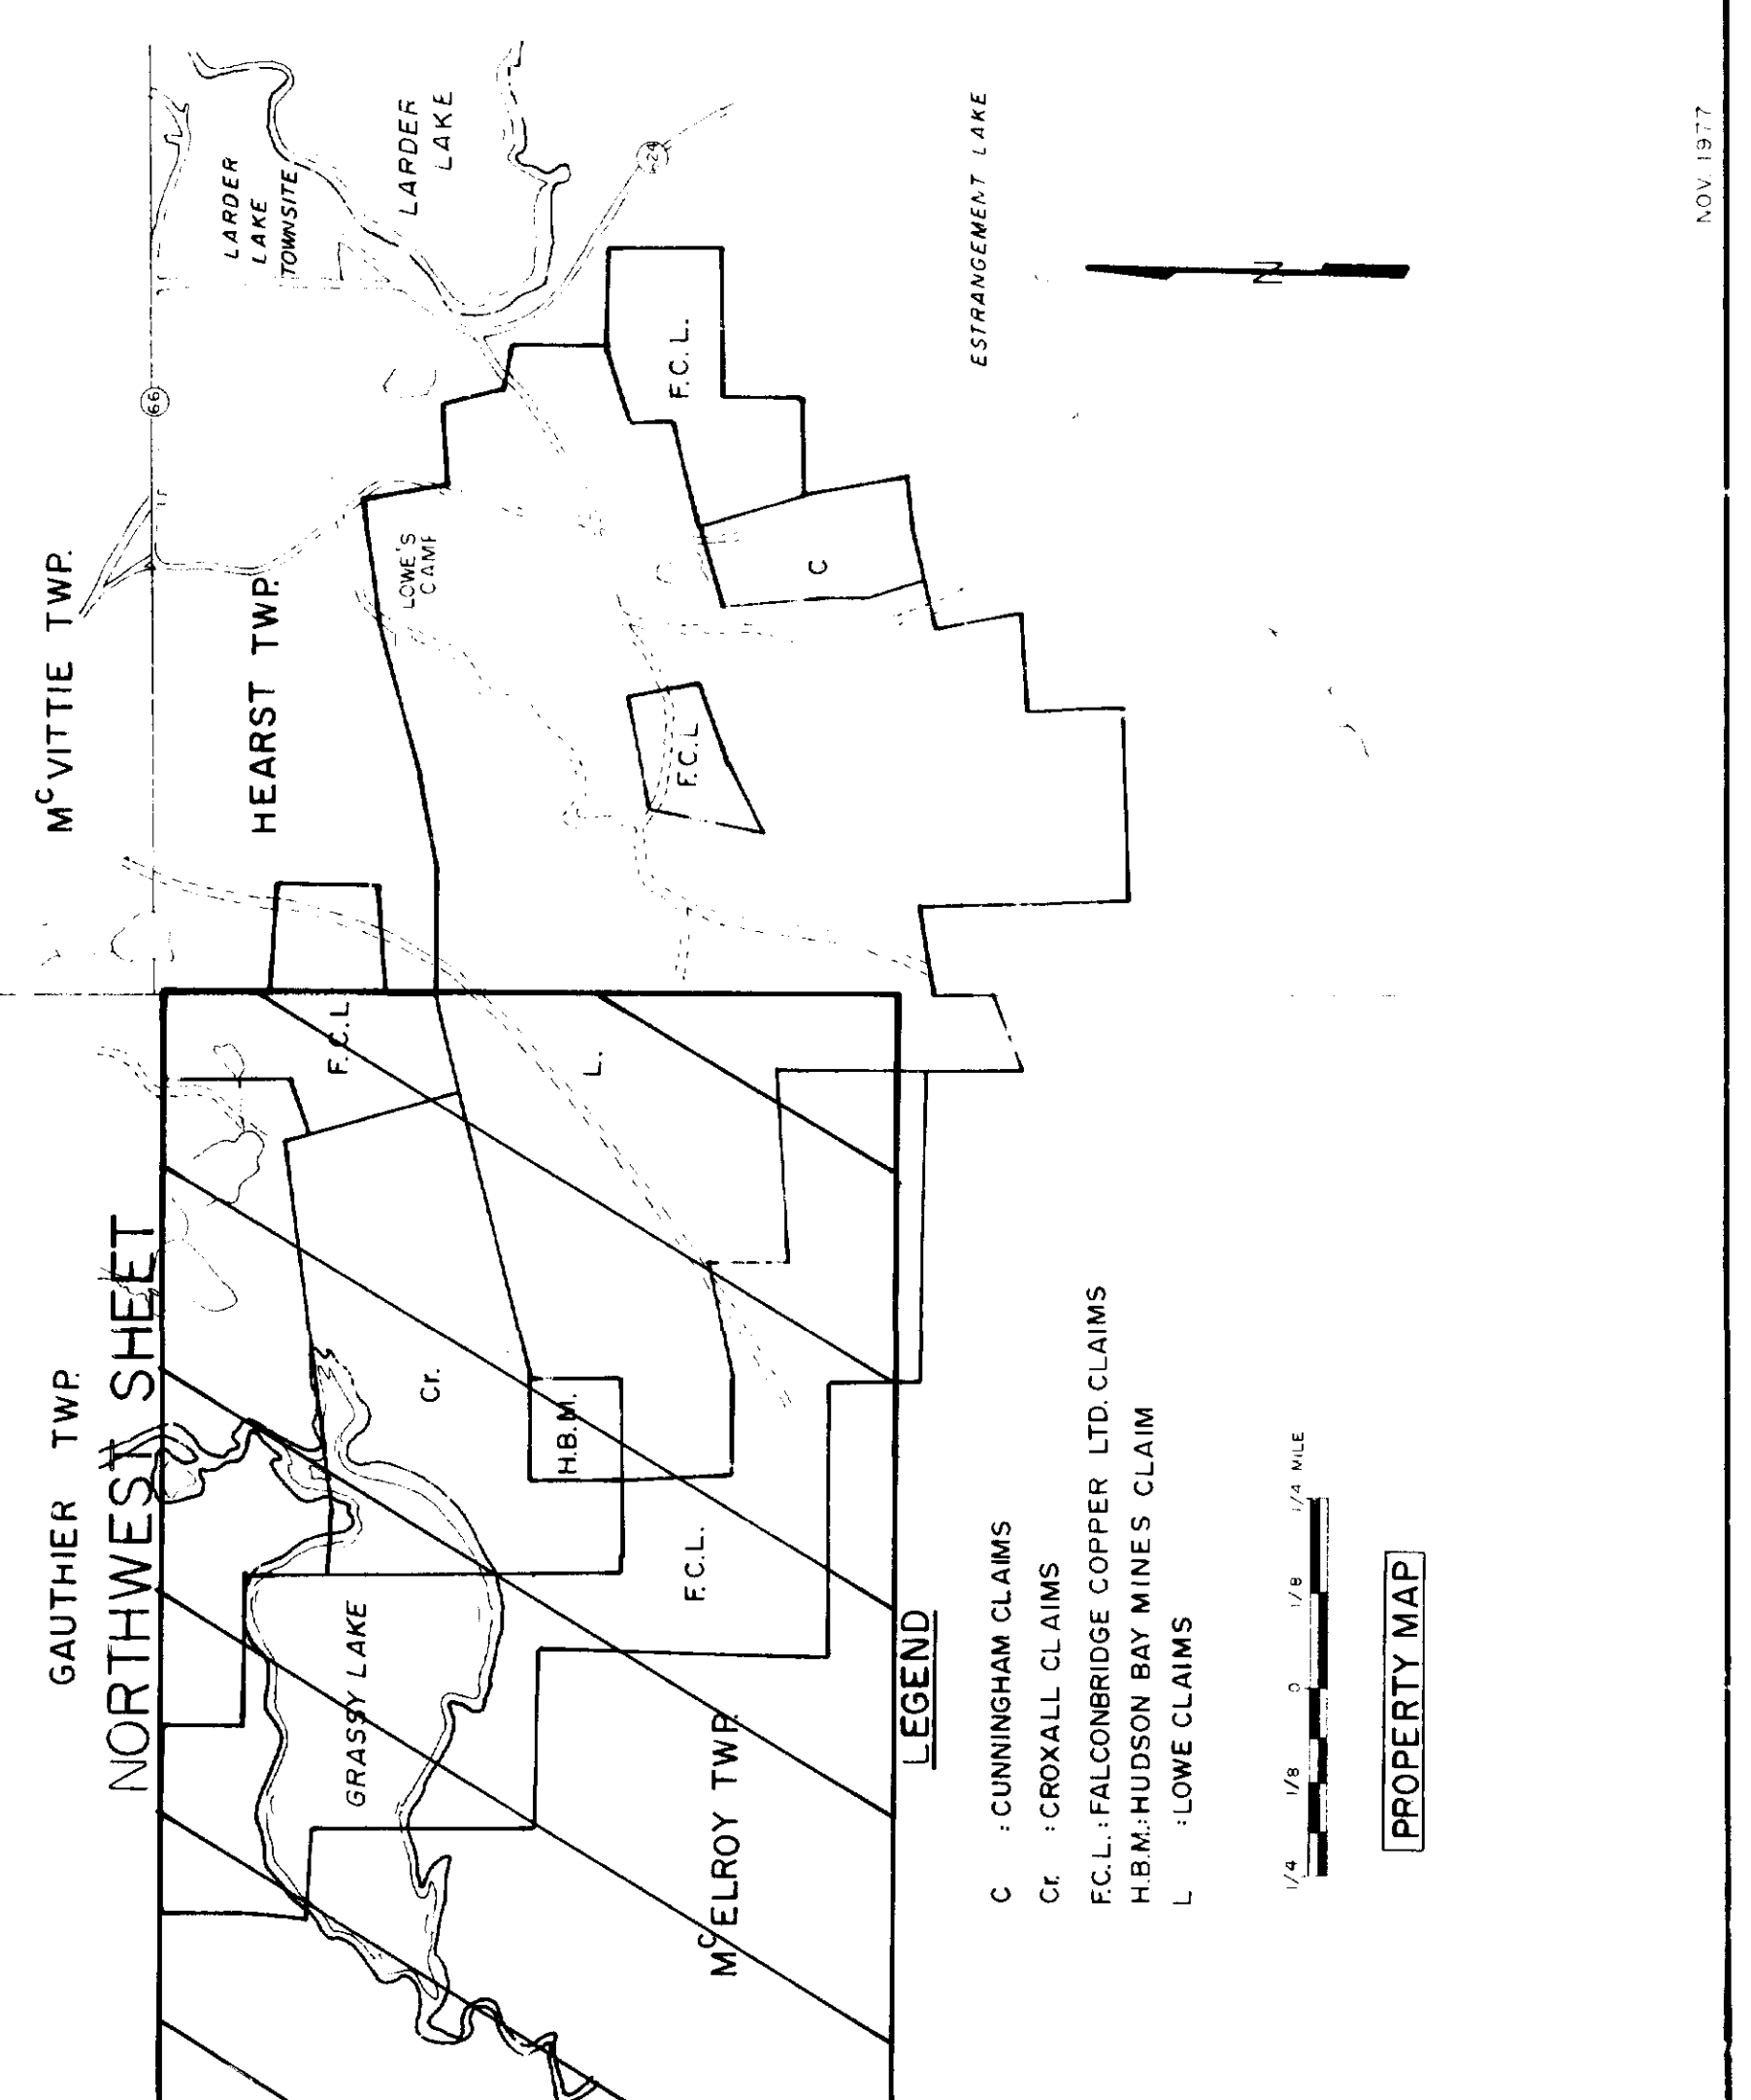 GAUTHIER TWP.
McVITTIE TWP.
NORTHWEST SHEET
66
HEARST TWP.
LARDER
LAKE
TOWNSITE
LARDER
LAKE
LOWE'S
CAMP
624
F.C.L.
F.C.L
L.
Cr.
H.B.M.
F.C.L
C
F.C.L.
GRASSY LAKE
McELROY TWP.
ESTRANGEMENT LAKE
N
LEGEND
C : CUNNINGHAM CLAIMS
Cr. : CROXALL CLAIMS
F.C.L. : FALCONBRIDGE COPPER LTD. CLAIMS
H.B.M.: HUDSON BAY MINES CLAIM
L : LOWE CLAIMS
1/4 1/8 0 1/8 1/4 MILE
PROPERTY MAP
NOV. 1977